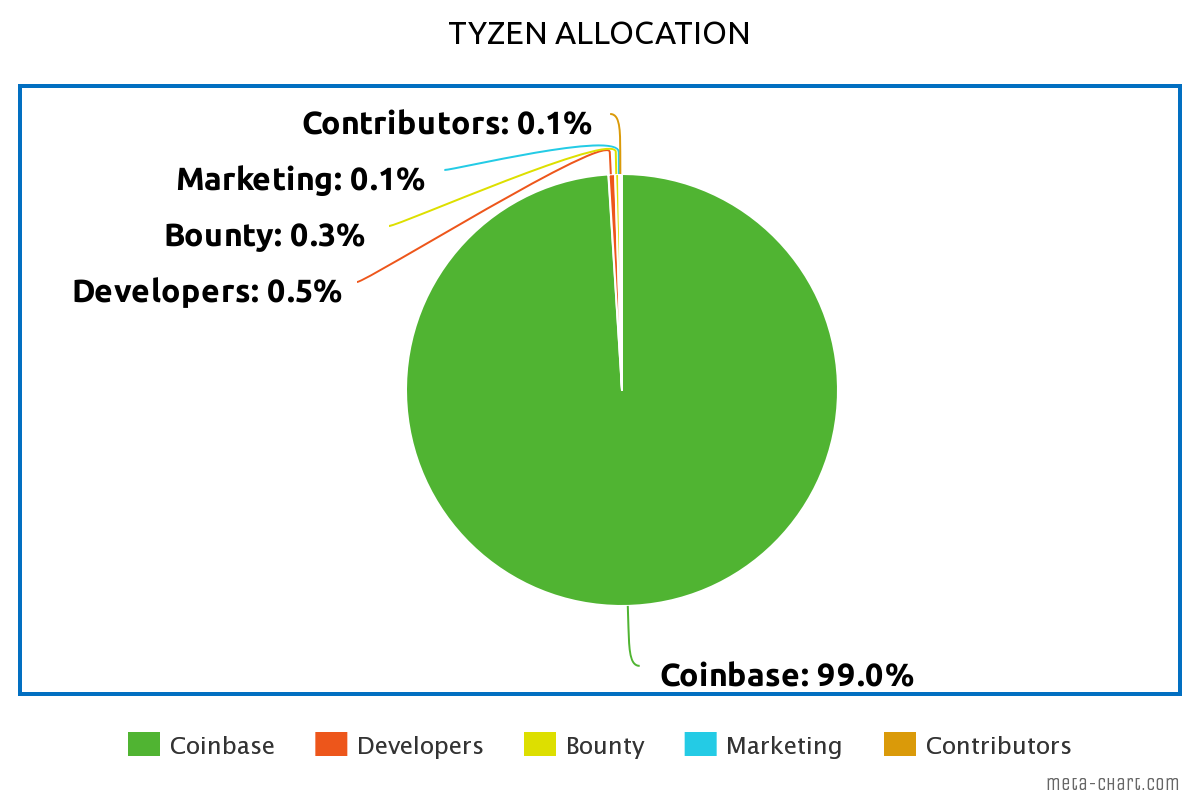 TYZEN ALLOCATION
Contributors: 0.1%
Marketing: 0.1%
Bounty: 0.3%
Developers: 0.5%
Coinbase: 99.0%
Coinbase
Developers
Bounty
Marketing
Contributors
meta-chart.com